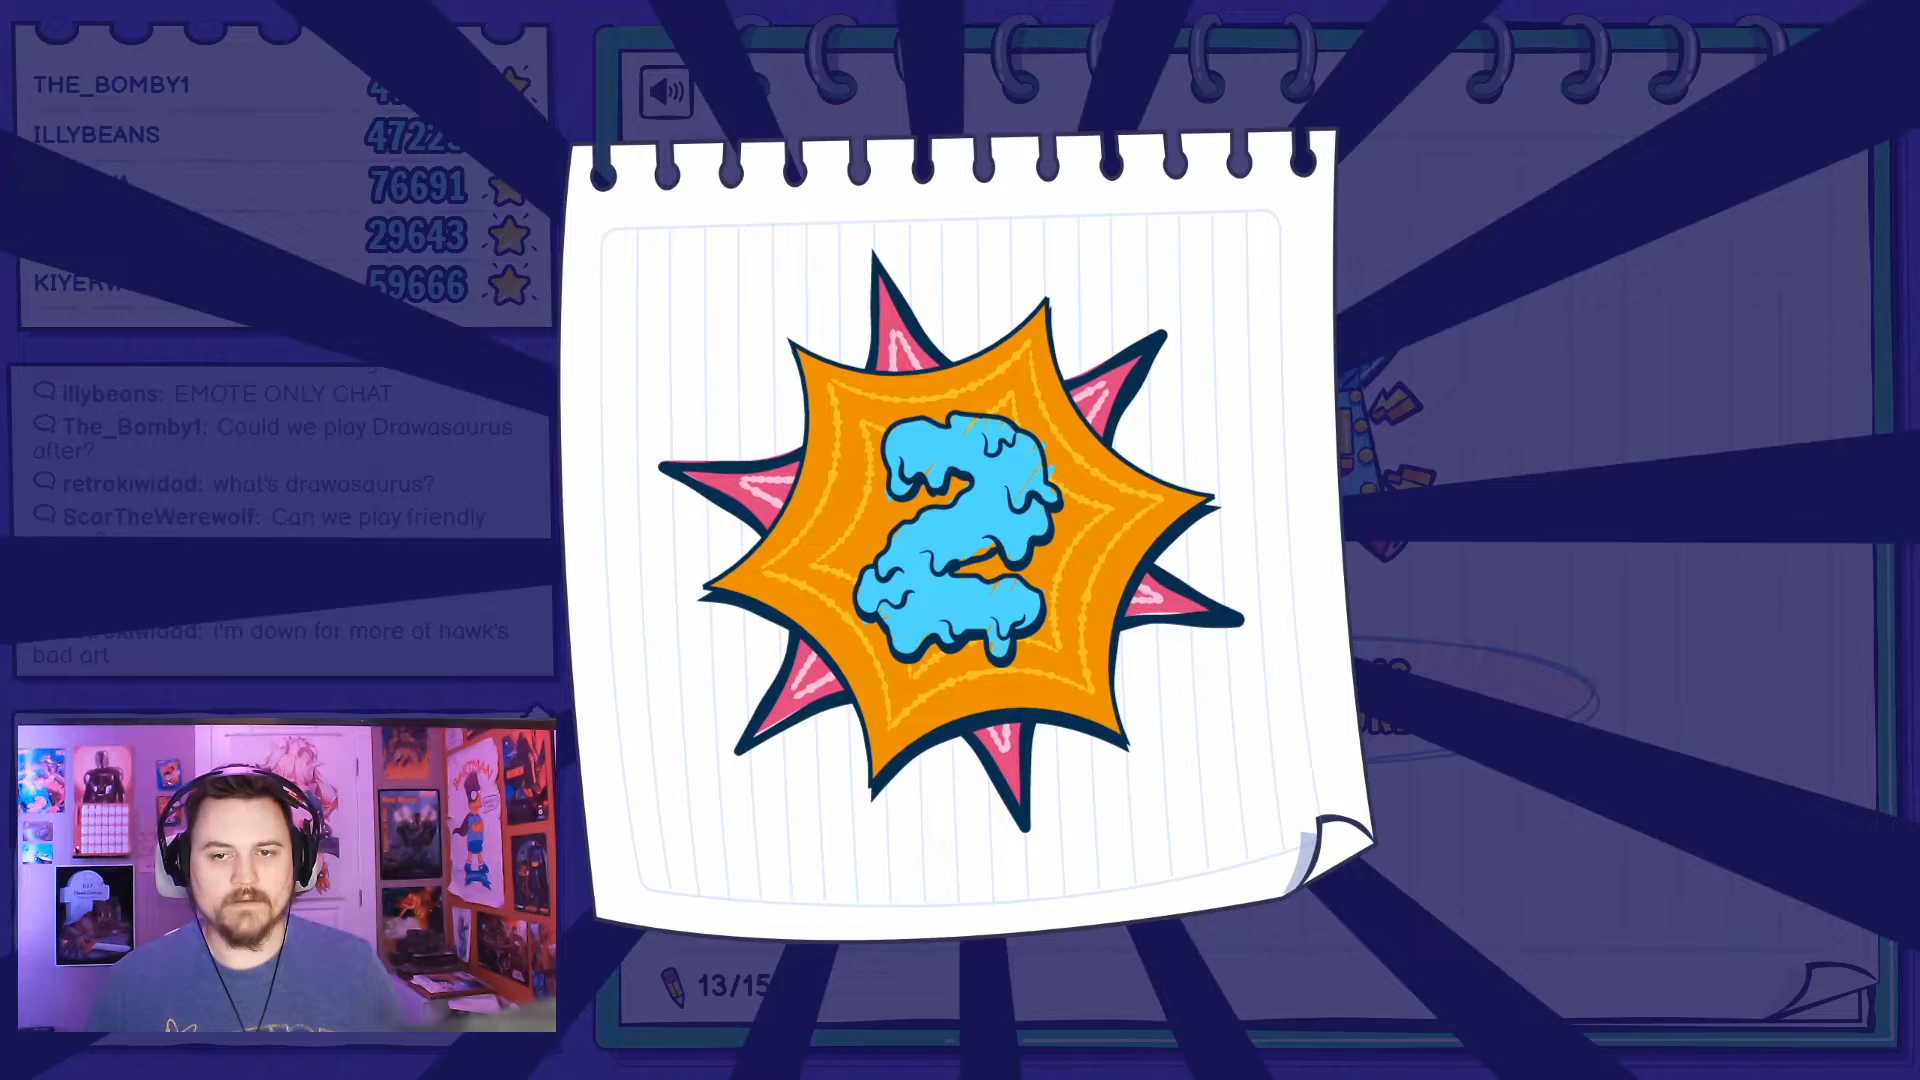 THE_BOMBY1
ILLYBEANS
4722
76691
29643
59666
illybeans: EMOTE ONLY CHAT
The_Bomby1: Could we play Drawasaurus
after?
retrokiwidad: what's drawasaurus?
ScarTheWerewolf: Can we play friendly
i'm down for more of hawk's
bad art
2
13/15